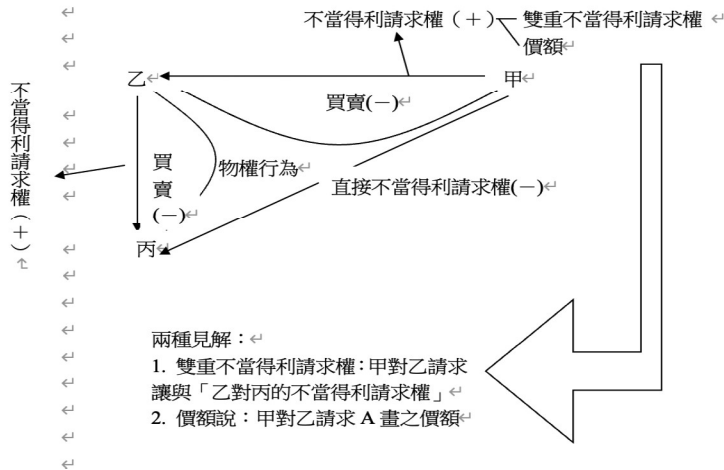 不當得利請求權（＋） 雙重不當得利請求權
價額
乙
甲
買賣(－)
不當得利請求權（＋）
買
賣
(－)
物權行為
直接不當得利請求權(－)
丙
兩種見解：
1. 雙重不當得利請求權：甲對乙請求
讓與「乙對丙的不當得利請求權」
2. 價額說：甲對乙請求 A 畫之價額